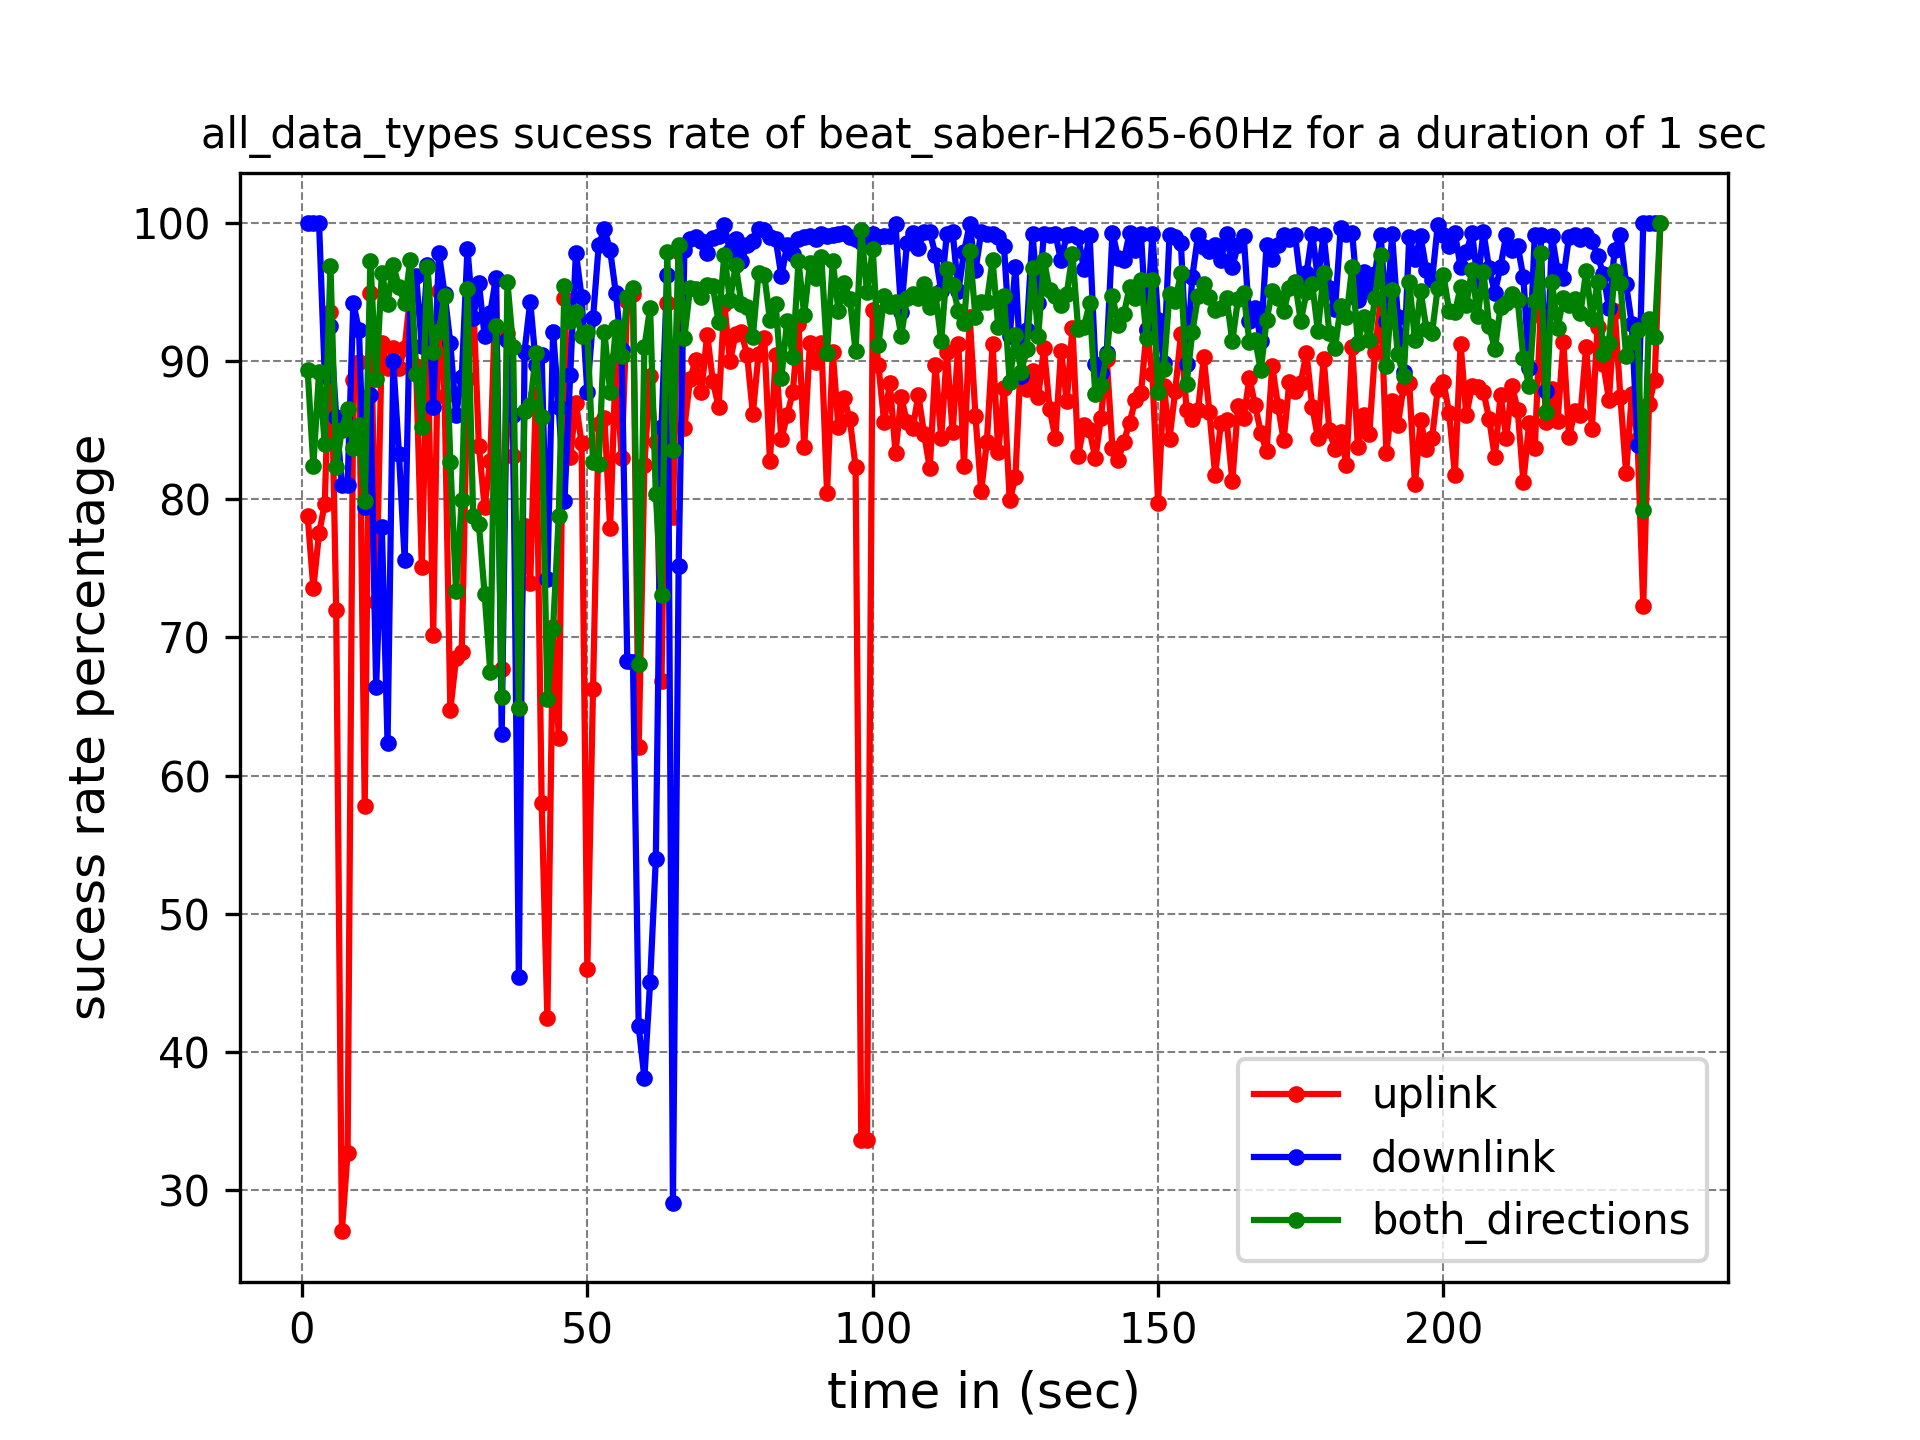 all_data_types sucess rate of beat_saber-H265-60Hz for a duration of 1 sec
100
90
80
70
60
50
40
30
sucess rate percentage
uplink
downlink
both_directions
0 50 100 150 200
time in (sec)